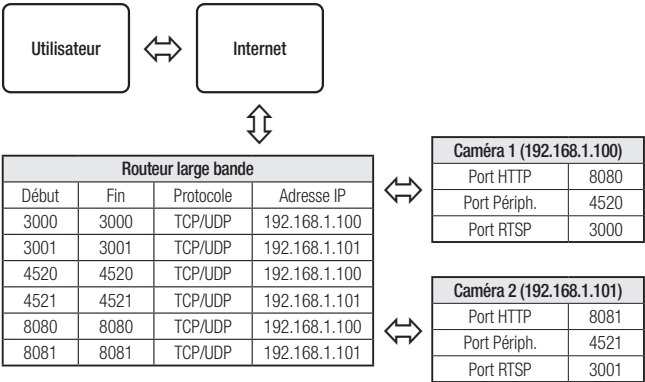 Utilisateur
Internet
Routeur large bande
Début Fin Protocole Adresse IP
3000 3000 TCP/UDP 192.168.1.100
3001 3001 TCP/UDP 192.168.1.101
4520 4520 TCP/UDP 192.168.1.100
4521 4521 TCP/UDP 192.168.1.101
8080 8080 TCP/UDP 192.168.1.100
8081 8081 TCP/UDP 192.168.1.101
Caméra 1 (192.168.1.100)
Port HTTP 8080
Port Périph. 4520
Port RTSP 3000
Caméra 2 (192.168.1.101)
Port HTTP 8081
Port Périph. 4521
Port RTSP 3001